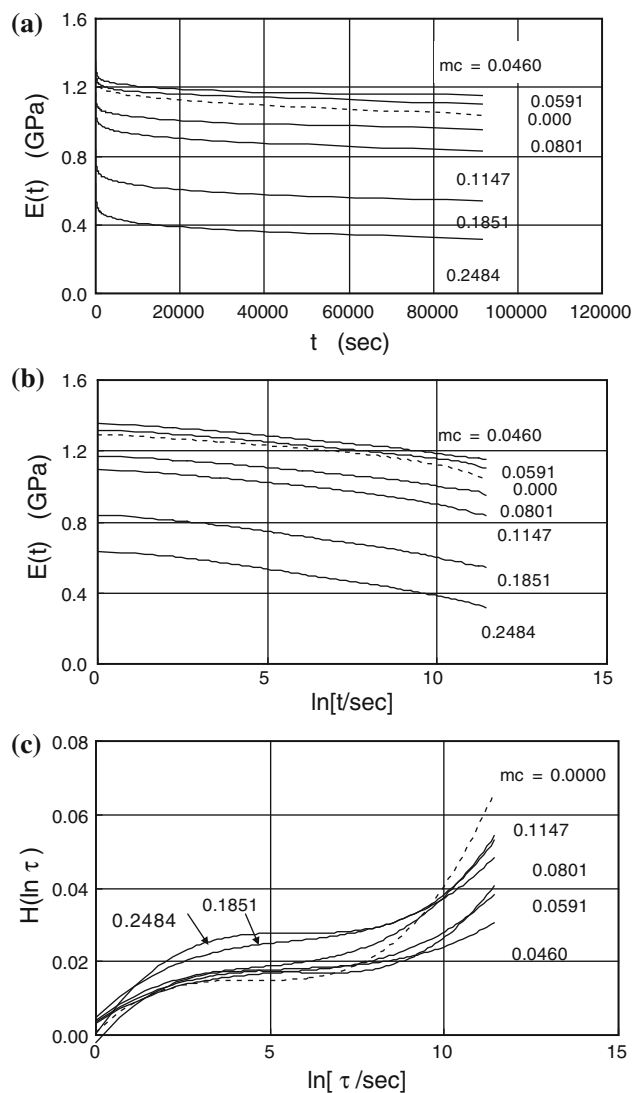 (a)
1.6
1.2
0.8
0.4
0.0
E(t) (GPa)
mc = 0.0460
0.0591
0.000
0.0801
0.1147
0.1851
0.2484
0 20000 40000 60000 80000 100000 120000
t (sec)
(b)
1.6
1.2
0.8
0.4
0.0
E(t) (GPa)
mc = 0.0460
0.0591
0.000
0.0801
0.1147
0.1851
0.2484
0 5 10 15
ln[t/sec]
(c)
0.08
0.06
0.04
0.02
0.00
H(ln τ)
mc = 0.0000
0.1147
0.0801
0.0591
0.0460
0.1851
0.2484
0 5 10 15
ln[ τ /sec]